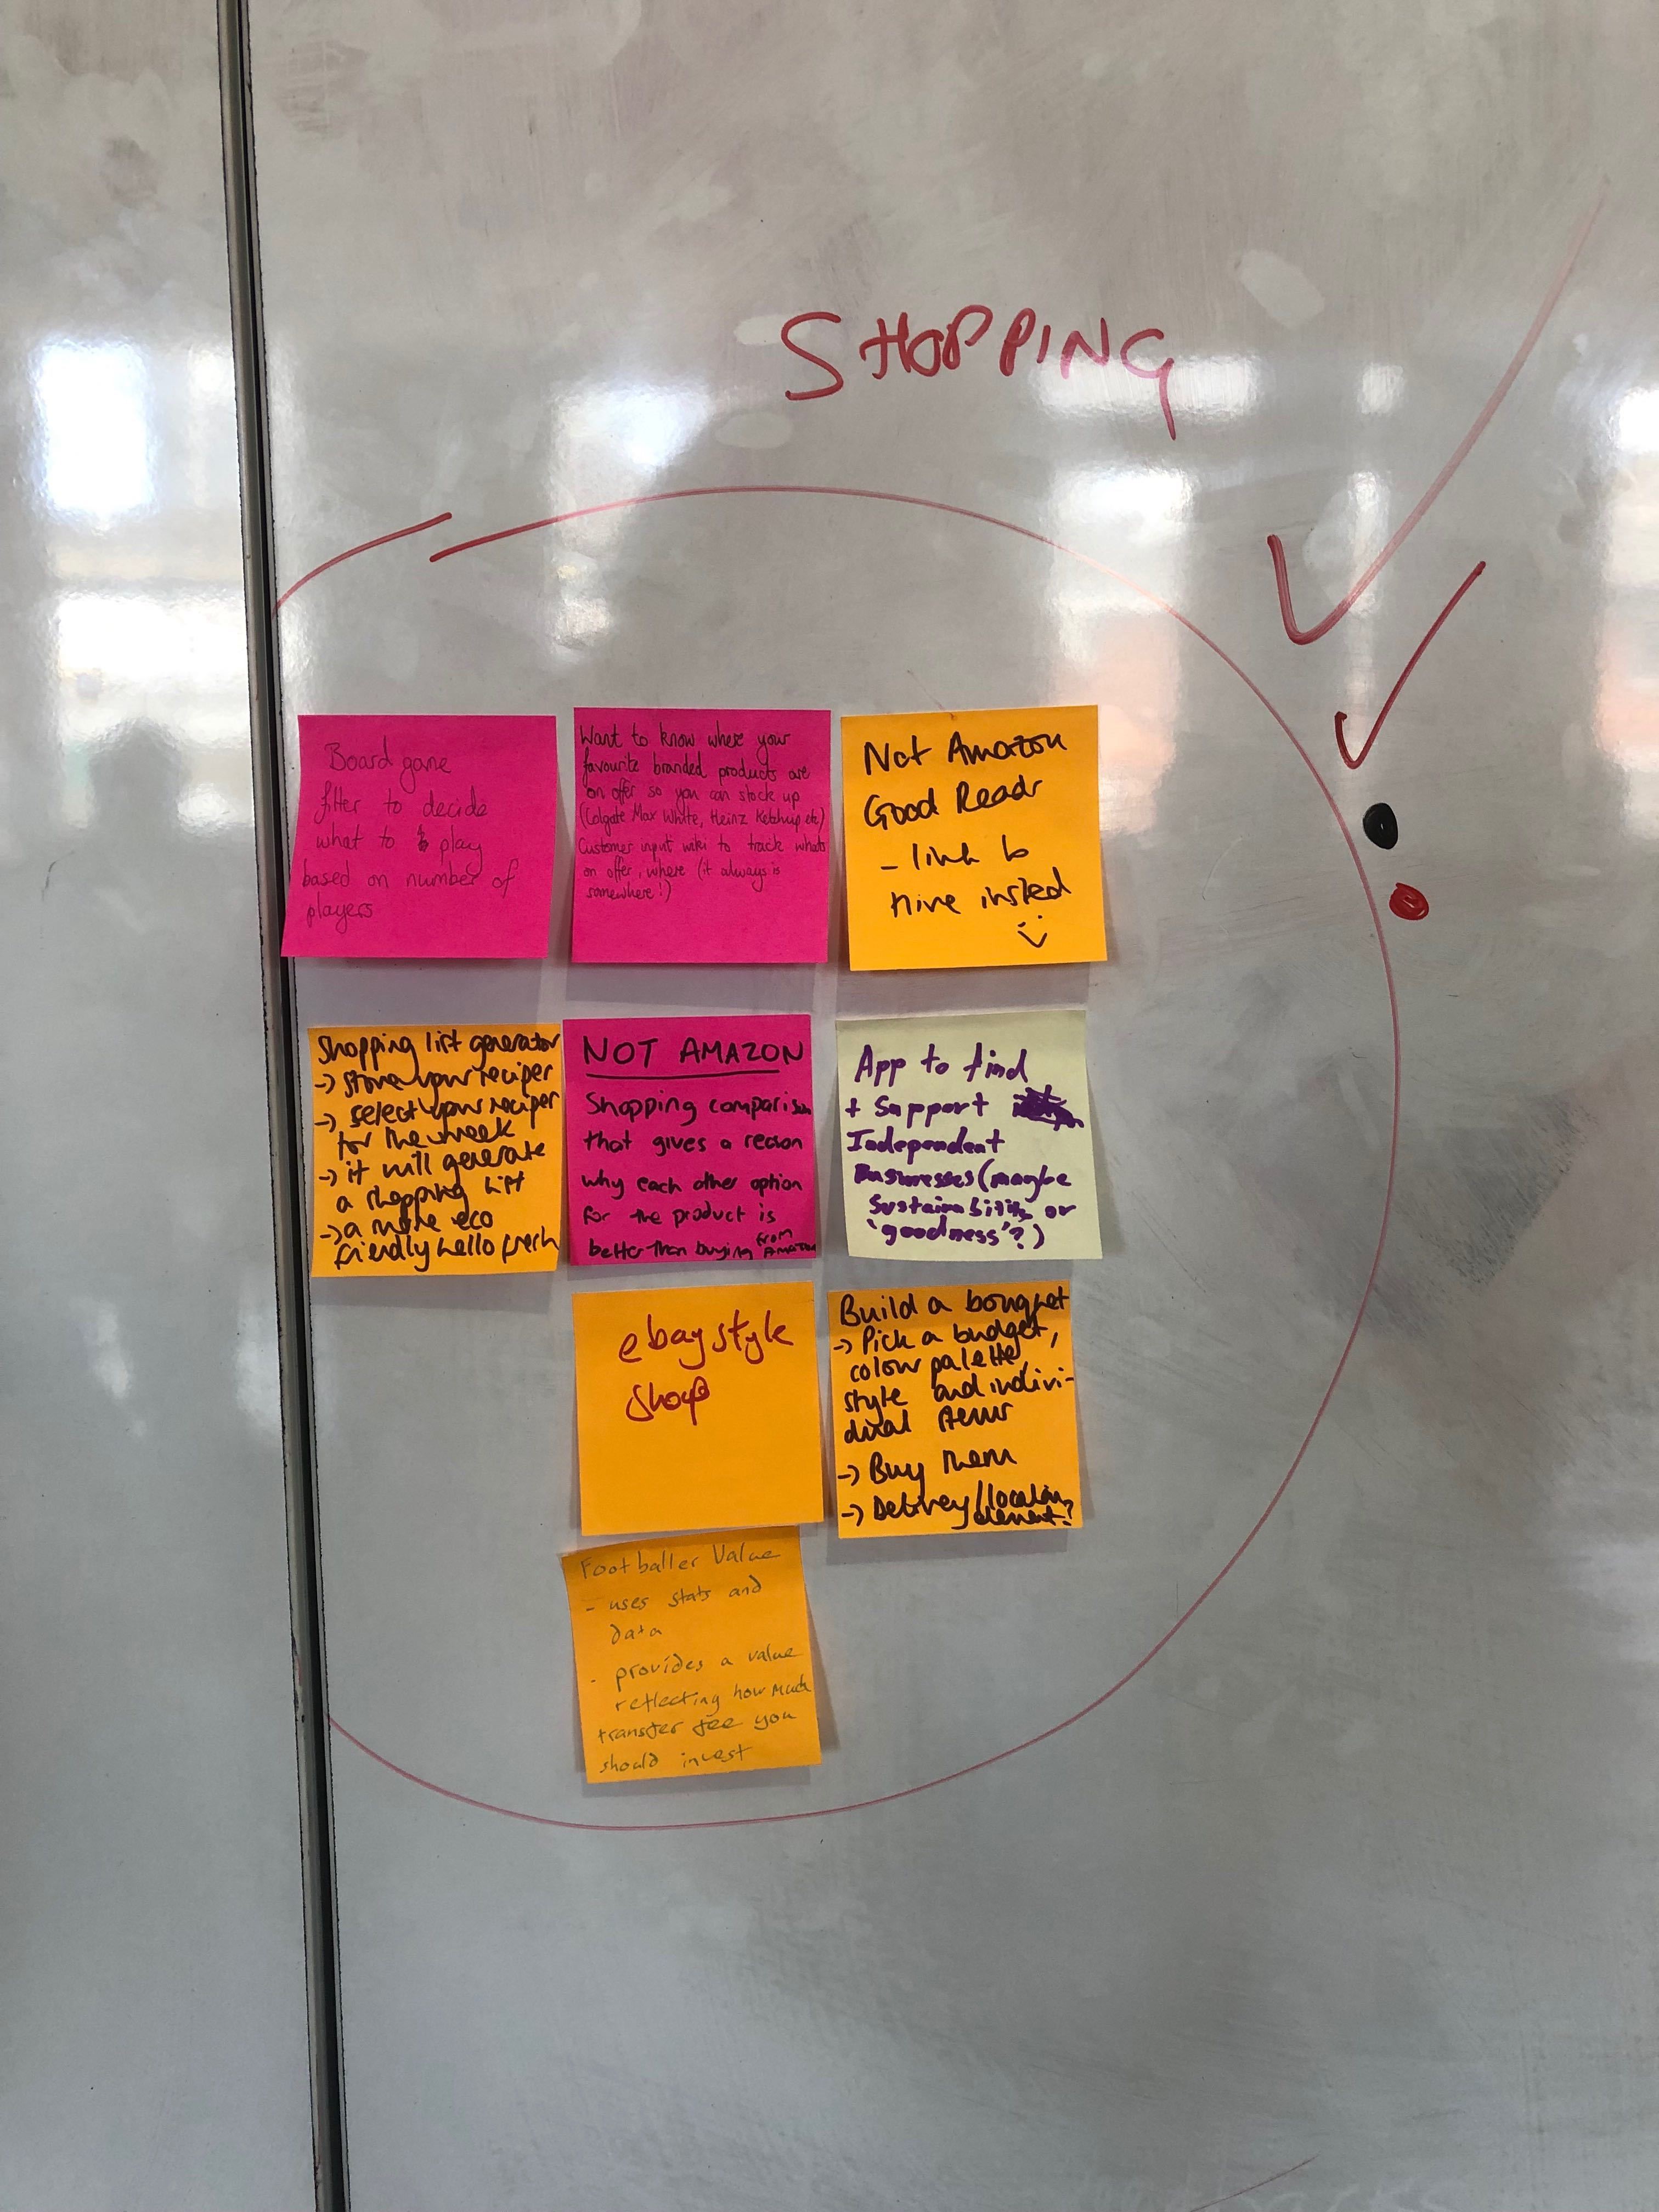 SHOPPING
Board game
filter to decide
what to play
based on number of
players
Want to know where your
favourite branded products are
on offer so you can stock up
(Colgate Max White, Heinz Ketchup etc)
Customer input wiki to track whats
on offer, where (it always is
somewhere!)
Not Amazon
Good Reads
- link to
hive insted
Shopping list generator
-> store your recipes
-> select your recipes
for the week
-> it will generate
a shopping list
-> a more eco
friendly hello fresh
NOT AMAZON
Shopping comparison
that gives a reason
why each other option
for the product is
better than buying from AMAZON
App to find
+ Support
Independent
Businesses (maybe
Sustainability or
'goodness'?)
ebay style
shop
Build a bouquet
-> Pick a budget,
colour palette,
style and indivi-
dual items
-> Buy them
-> Delivery/location
element?
Footballer Value
- uses stats and
data
- provides a value
reflecting how much
transfer fee you
should invest